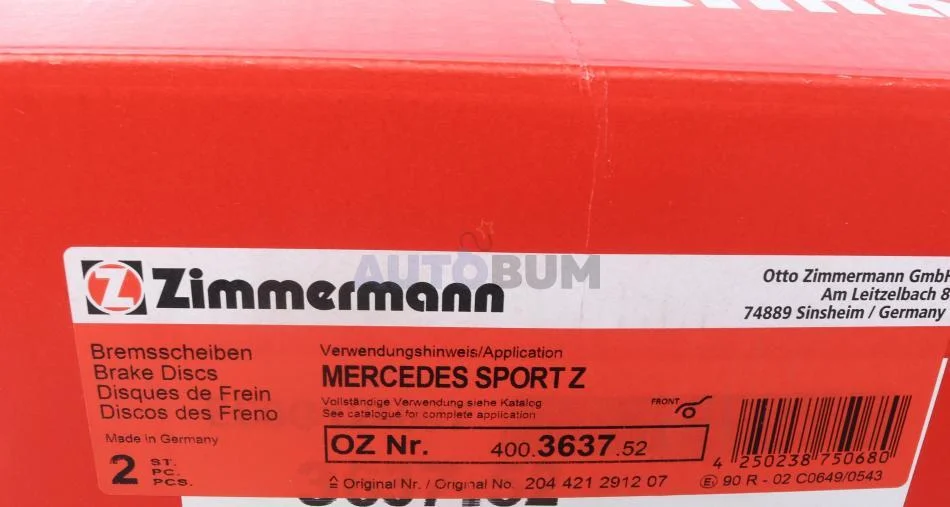 Zimmermann
AUTOBUM
Otto Zimmermann GmbH
Am Leitzelbach 8
74889 Sinsheim / Germany
Bremsscheiben
Brake Discs
Disques de Frein
Discos des Freno
Made in Germany
2 ST.
PC.
PCS.
Verwendungshinweis/Application
MERCEDES SPORT Z
Vollständige Verwendung siehe Katalog
See catalogue for complete application
FRONT
OZ Nr. 400.3637.52
Original Nr. / Original No. 204 421 2912 07
4 250238 750680
E 90 R - 02 C0649/0543